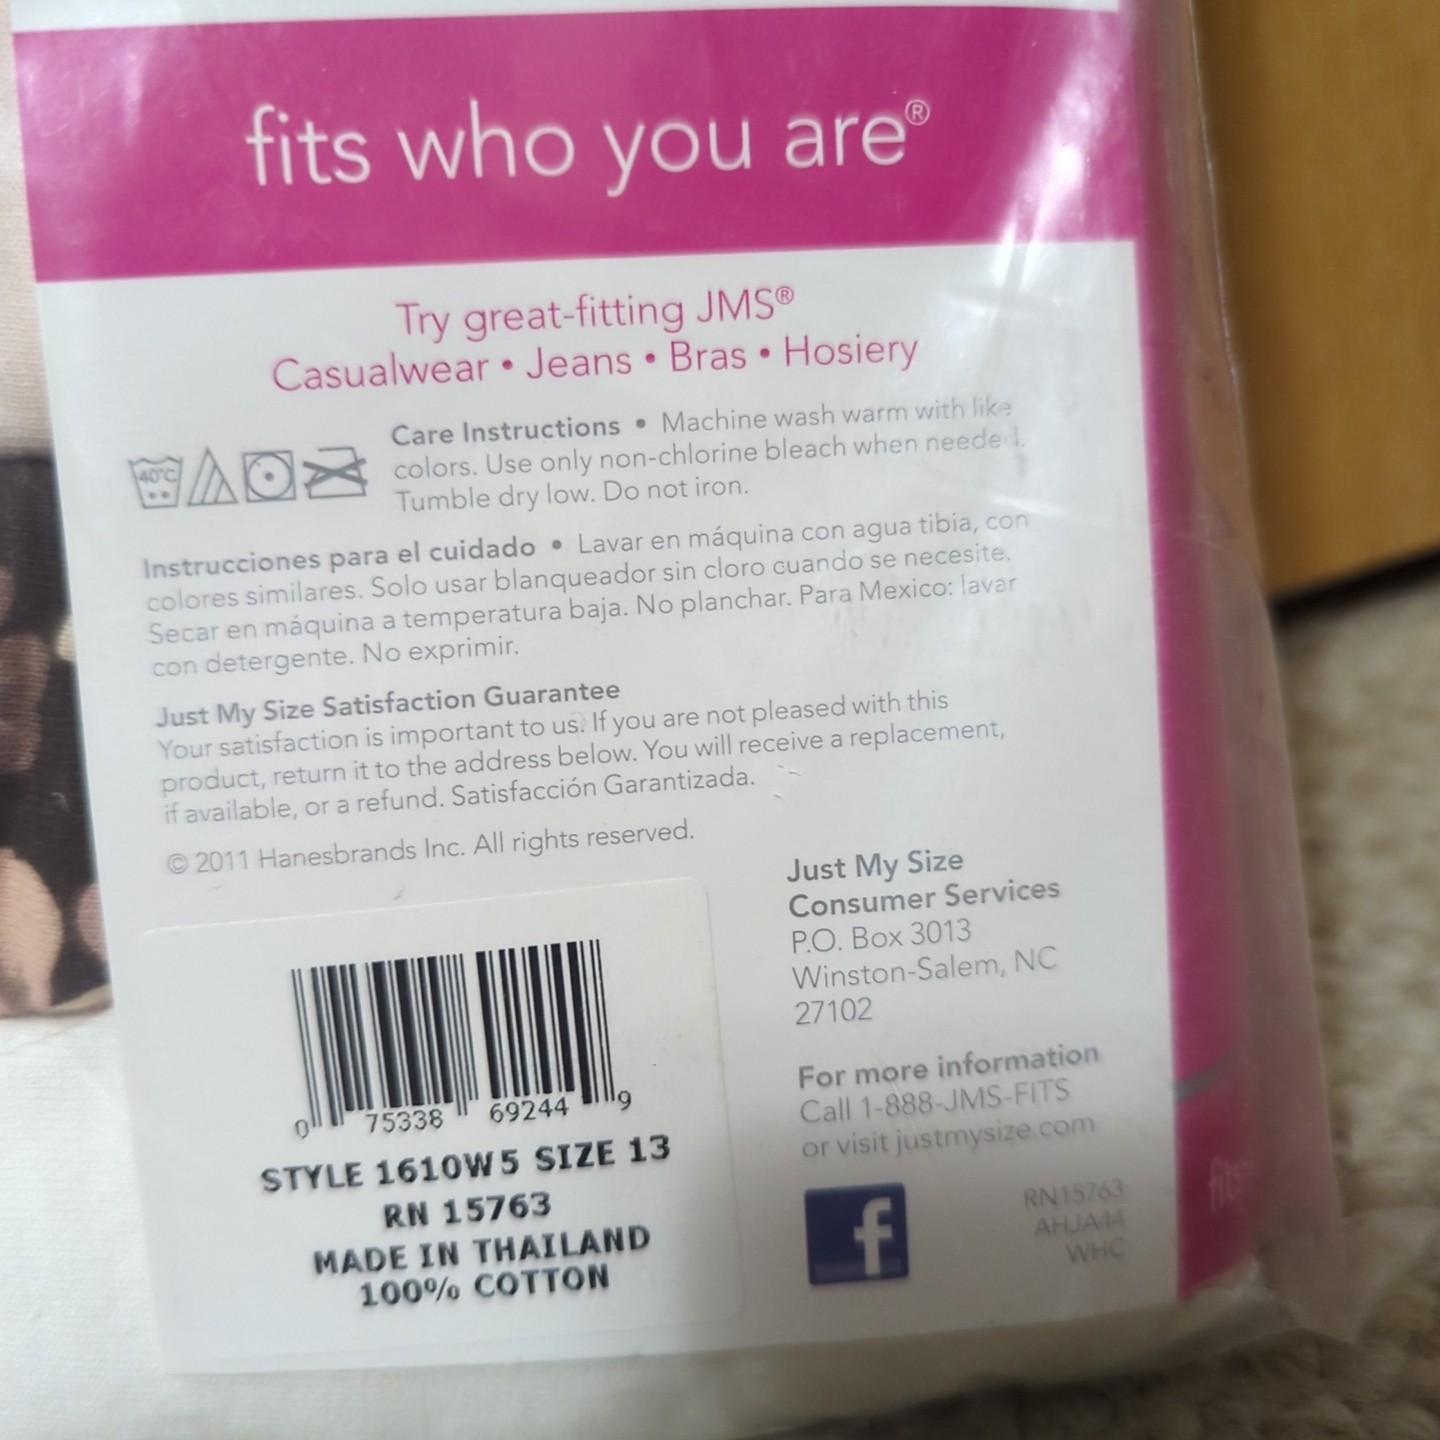 fits who you are®
Try great-fitting JMS®
Casualwear • Jeans • Bras • Hosiery
40°C
Care Instructions • Machine wash warm with like
colors. Use only non-chlorine bleach when needed.
Tumble dry low. Do not iron.
Instrucciones para el cuidado • Lavar en máquina con agua tibia, con
colores similares. Solo usar blanqueador sin cloro cuando se necesite.
Secar en máquina a temperatura baja. No planchar. Para Mexico: lavar
con detergente. No exprimir.
Just My Size Satisfaction Guarantee
Your satisfaction is important to us. If you are not pleased with this
product, return it to the address below. You will receive a replacement,
if available, or a refund. Satisfacción Garantizada.
© 2011 Hanesbrands Inc. All rights reserved.
0 75338 69244 9
STYLE 1610W5 SIZE 13
RN 15763
MADE IN THAILAND
100% COTTON
Just My Size
Consumer Services
P.O. Box 3013
Winston-Salem, NC
27102
For more information
Call 1-888-JMS-FITS
or visit justmysize.com
f
RN15763
AHJA44
WHC